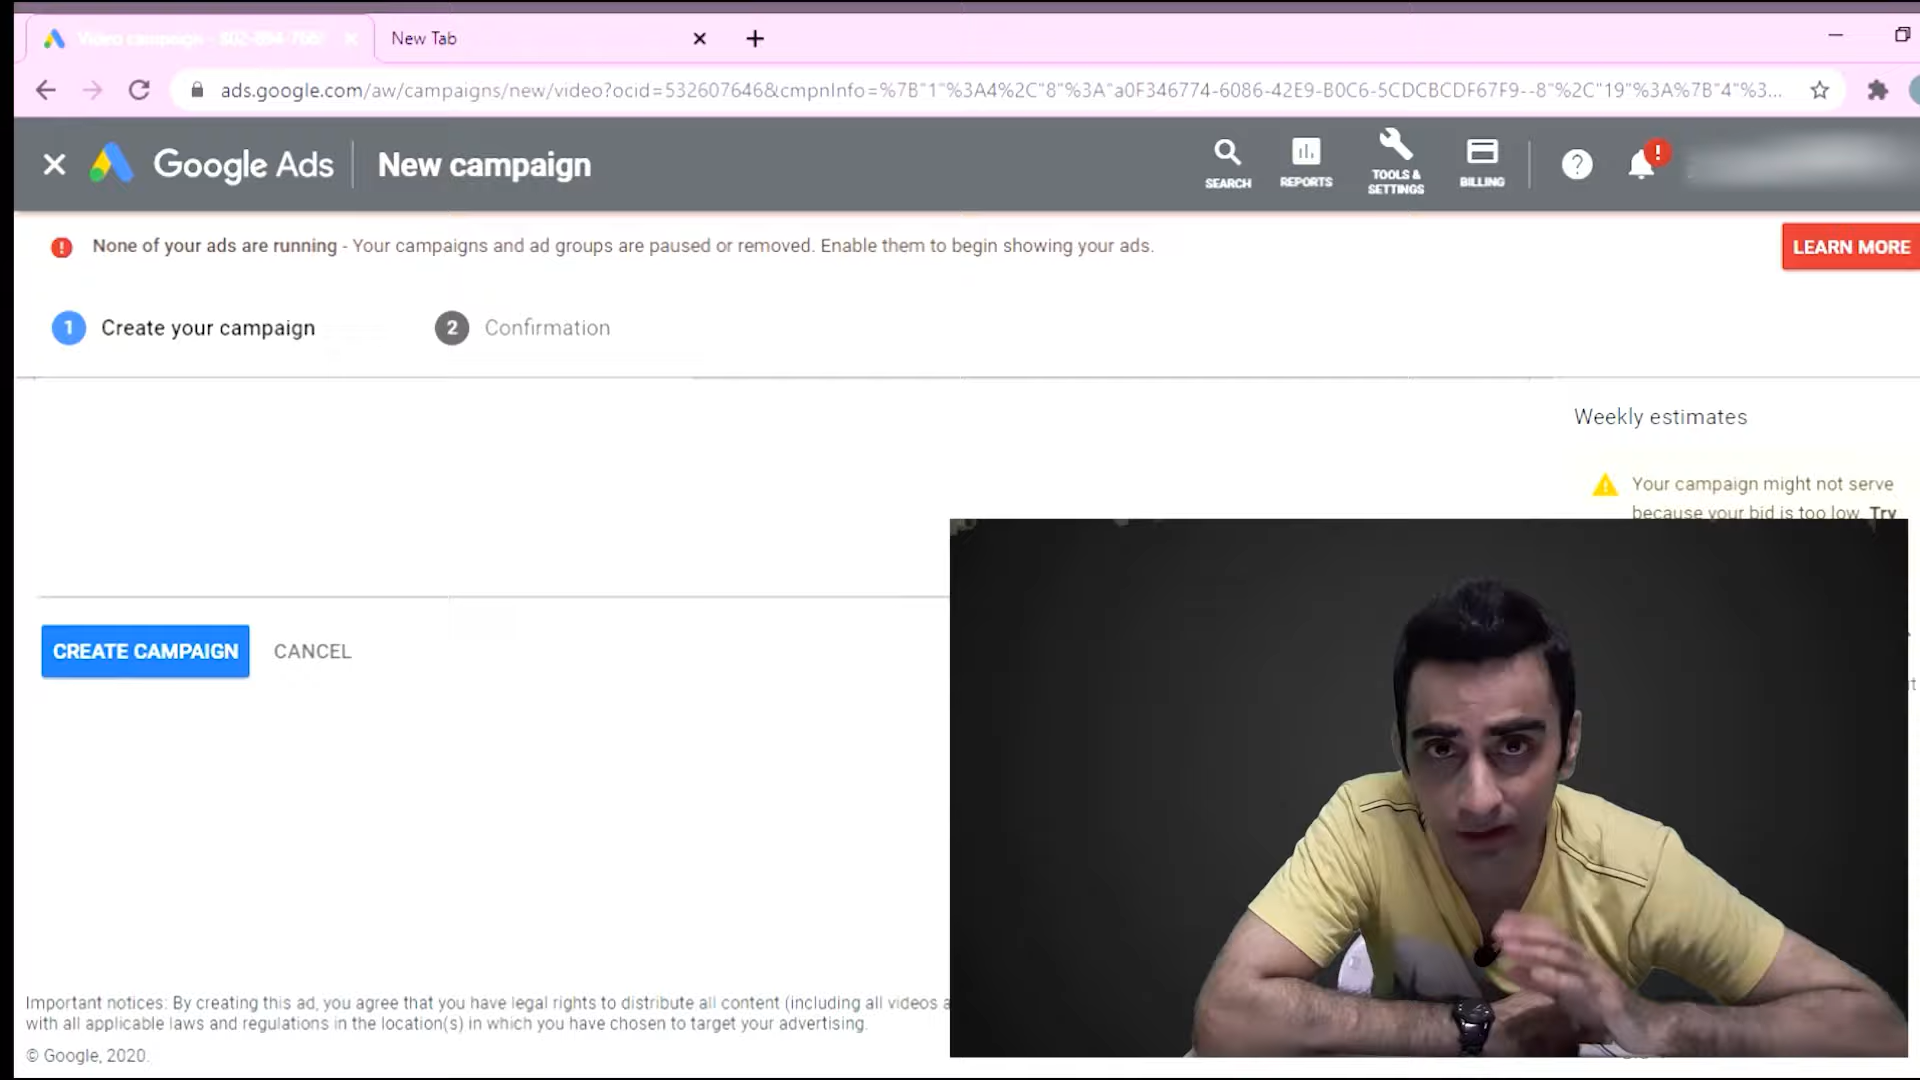 Video campaign - 802-894-7662
New Tab
ads.google.com/aw/campaigns/new/video?ocid=532607646&cmpnInfo=%7B"1"%3A4%2C"8"%3A"a0F346774-6086-42E9-B0C6-5CDCBCDF67F9--8"%2C"19"%3A%7B"4"%3...
Google Ads
New campaign
SEARCH
REPORTS
TOOLS &
SETTINGS
BILLING
None of your ads are running - Your campaigns and ad groups are paused or removed. Enable them to begin showing your ads.
LEARN MORE
1 Create your campaign
2 Confirmation
Weekly estimates
Your campaign might not serve
because your bid is too low. Try
CREATE CAMPAIGN
CANCEL
Important notices: By creating this ad, you agree that you have legal rights to distribute all content (including all videos a
with all applicable laws and regulations in the location(s) in which you have chosen to target your advertising.
© Google, 2020.